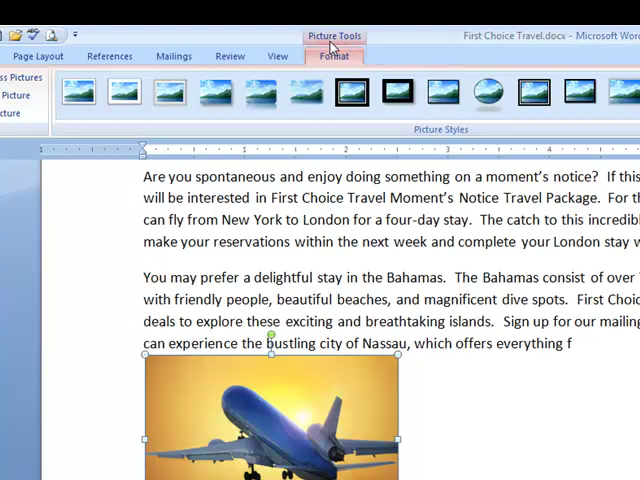 Picture Tools
First Choice Travel.docx - Microsoft Wor
Page Layout References Mailings Review View Format
ss Pictures
Picture
cture
Picture Styles
1 1 2 3 4
Are you spontaneous and enjoy doing something on a moment's notice? If this
will be interested in First Choice Travel Moment's Notice Travel Package. For th
can fly from New York to London for a four-day stay. The catch to this incredib
make your reservations within the next week and complete your London stay w
You may prefer a delightful stay in the Bahamas. The Bahamas consist of over
with friendly people, beautiful beaches, and magnificent dive spots. First Choic
deals to explore these exciting and breathtaking islands. Sign up for our mailing
can experience the bustling city of Nassau, which offers everything f